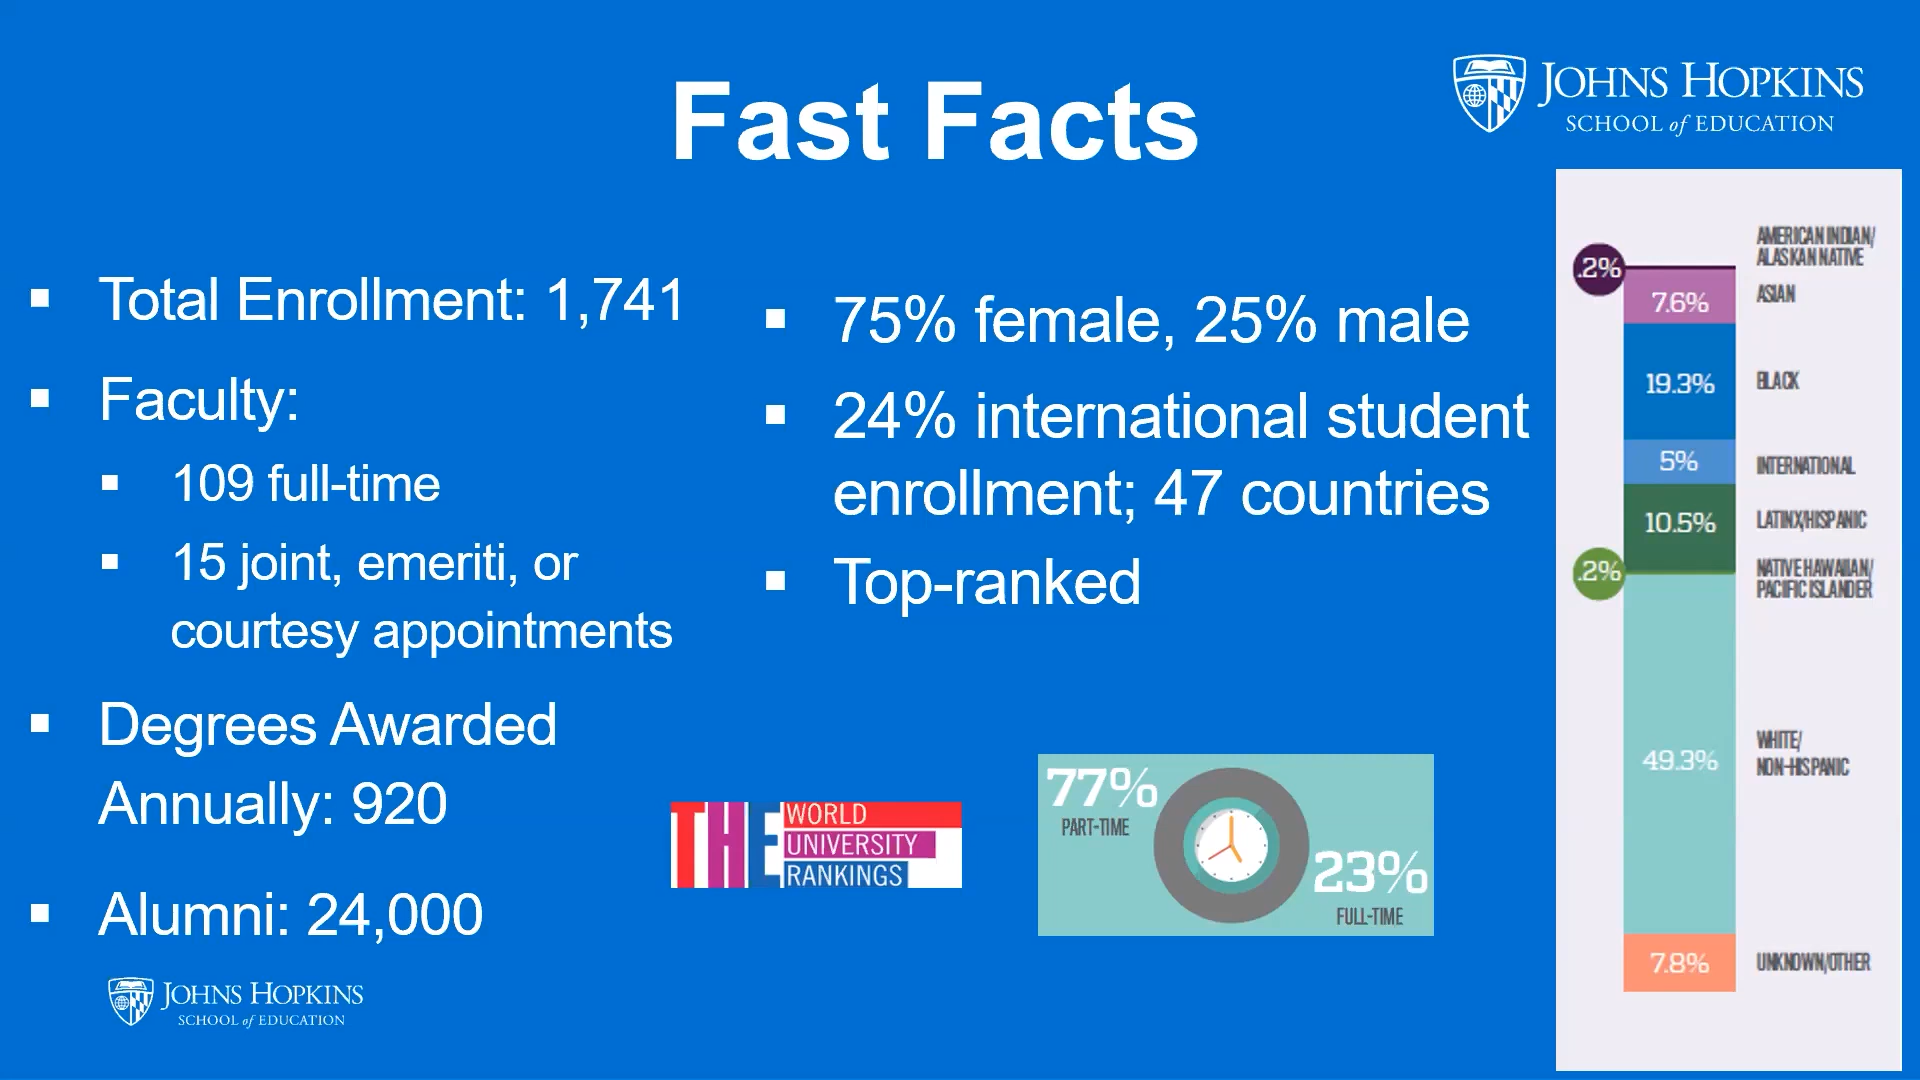 Fast Facts
JOHNS HOPKINS
SCHOOL of EDUCATION
Total Enrollment: 1,741
Faculty:
109 full-time
15 joint, emeriti, or
courtesy appointments
Degrees Awarded
Annually: 920
Alumni: 24,000
75% female, 25% male
24% international student
enrollment; 47 countries
Top-ranked
THE
WORLD
UNIVERSITY
RANKINGS
77%
PART-TIME
23%
FULL-TIME
.2%
AMERICAN INDIAN/
ALASKAN NATIVE
7.6%
ASIAN
19.3%
BLACK
5%
INTERNATIONAL
10.5%
LATINX/HISPANIC
.2%
NATIVE HAWAIIAN/
PACIFIC ISLANDER
49.3%
WHITE/
NON-HISPANIC
7.8%
UNKNOWN/OTHER
JOHNS HOPKINS
SCHOOL of EDUCATION